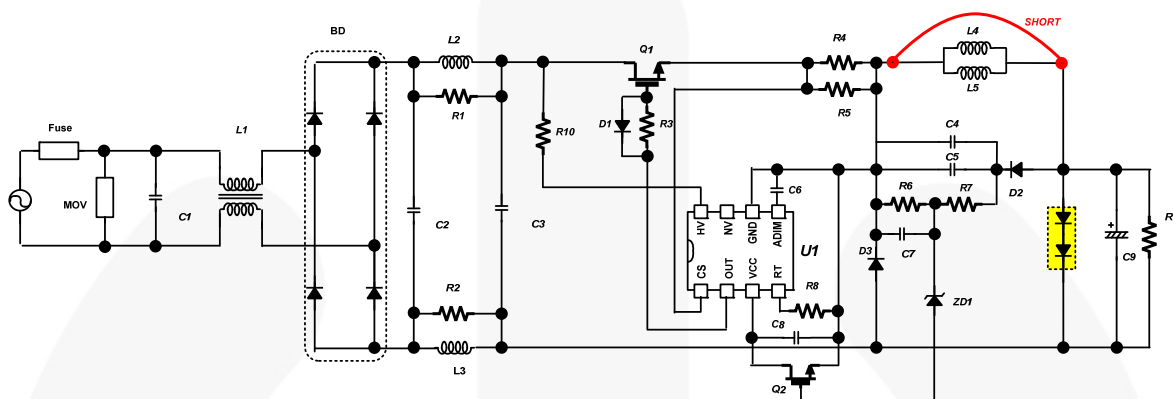 BD
L2
Q1
R4
SHORT
L4
L5
R1
R10
D1
R3
R5
Fuse
L1
C4
C5
MOV
C1
C2
C3
C6
R6
R7
D2
R
HV
NV
GND
ADIM
U1
CS
OUT
VCC
RT
D3
C7
+
C9
R2
R8
ZD1
C8
L3
Q2